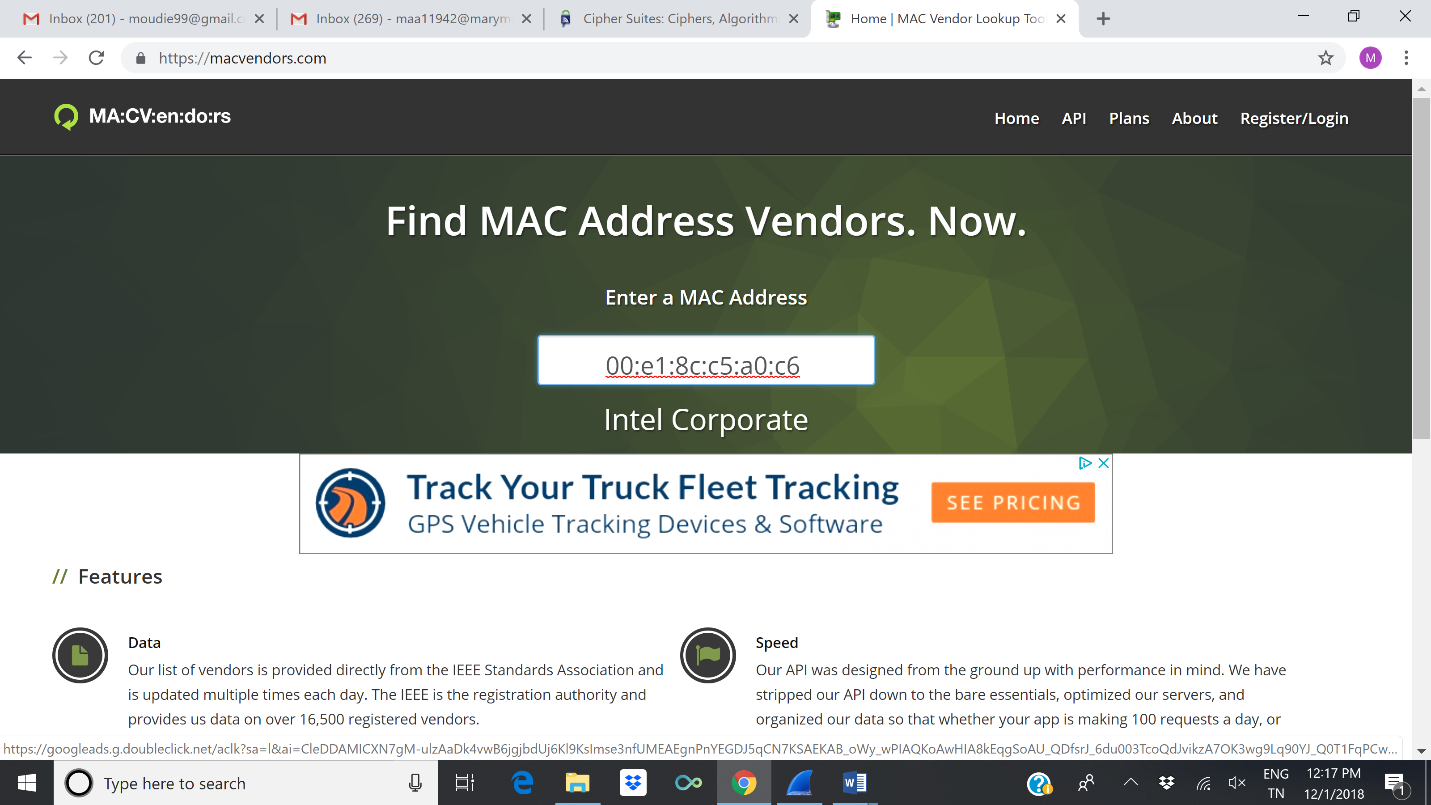 Inbox (201) - moudie99@gmail.c
Inbox (269) - maa11942@marym
Cipher Suites: Ciphers, Algorithm
Home | MAC Vendor Lookup Too
https://macvendors.com
M
MA:CV:en:do:rs
Home
API
Plans
About
Register/Login
Find MAC Address Vendors. Now.
Enter a MAC Address
00:e1:8c:c5:a0:c6
Intel Corporate
Track Your Truck Fleet Tracking
GPS Vehicle Tracking Devices & Software
SEE PRICING
// Features
Data
Our list of vendors is provided directly from the IEEE Standards Association and
is updated multiple times each day. The IEEE is the registration authority and
provides us data on over 16,500 registered vendors.
Speed
Our API was designed from the ground up with performance in mind. We have
stripped our API down to the bare essentials, optimized our servers, and
organized our data so that whether your app is making 100 requests a day, or
Type here to search
ENG
TN
12:17 PM
12/1/2018
1